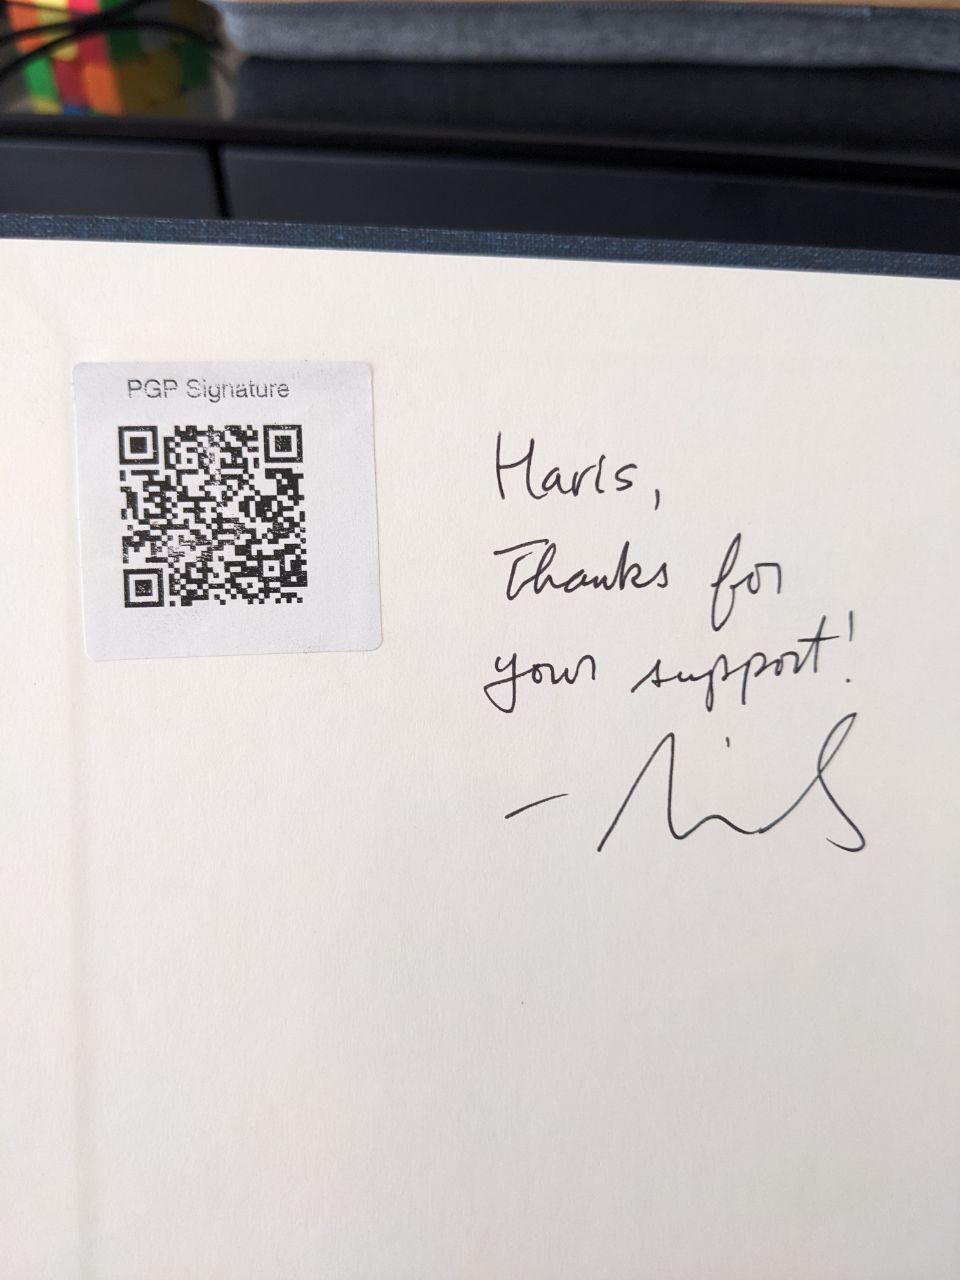 PGP Signature
Haris,
Thanks for
your support!